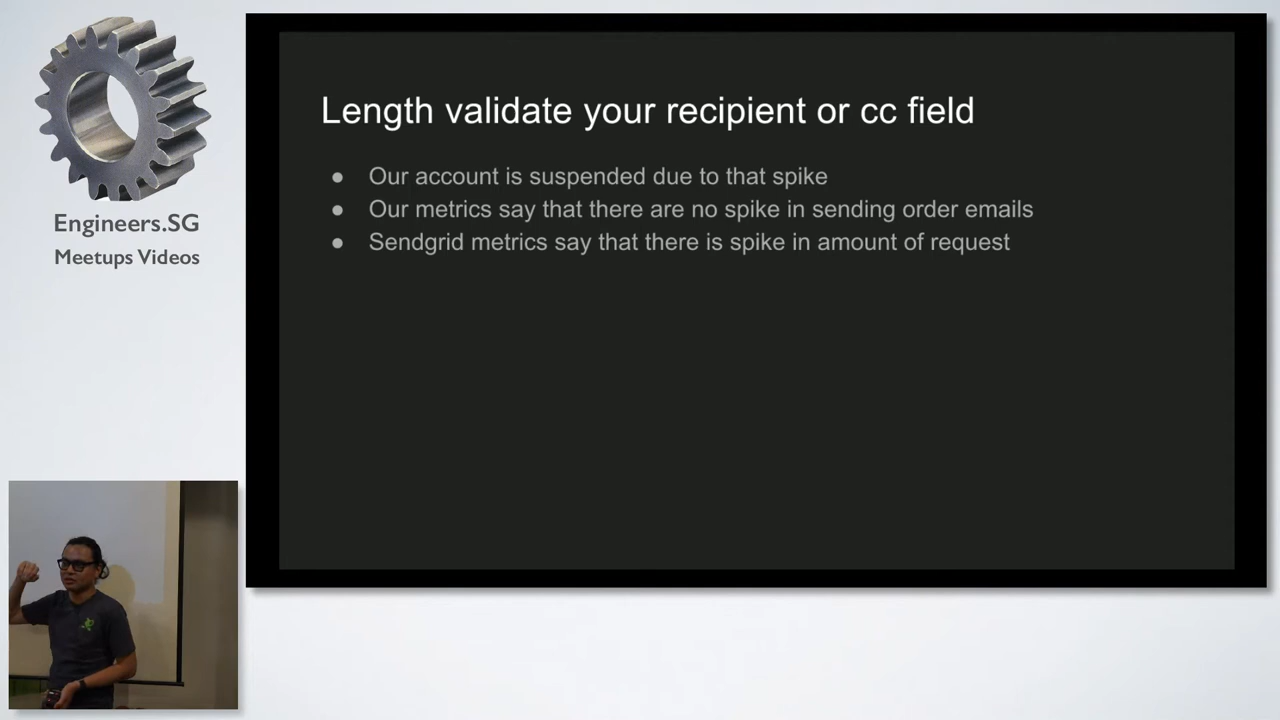 Engineers.SG
Meetups Videos
Length validate your recipient or cc field
● Our account is suspended due to that spike
● Our metrics say that there are no spike in sending order emails
● Sendgrid metrics say that there is spike in amount of request